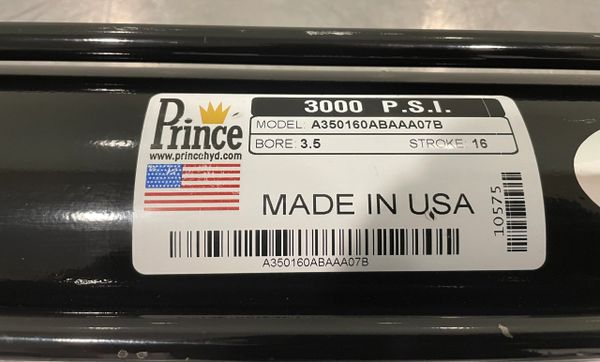 Prince
www.princehyd.com
3000 P.S.I.
MODEL: A350160ABAAA07B
BORE: 3.5 STROKE: 16
MADE IN USA
10575
A350160ABAAA07B